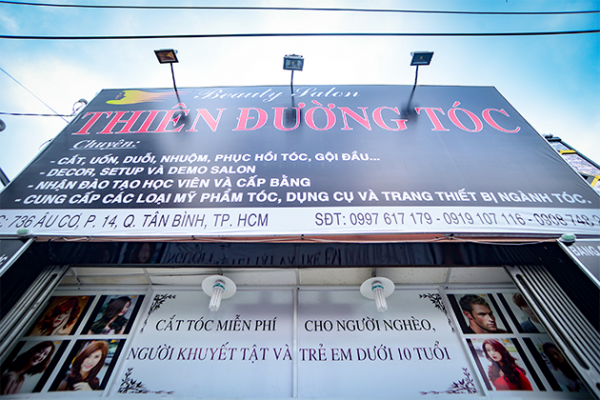 Beauty Salon
THIÊN ĐƯỜNG TÓC
Chuyên:
- CẮT, UỐN, DUỖI, NHUỘM, PHỤC HỒI TÓC, GỘI ĐẦU...
- DECOR, SETUP VÀ DEMO SALON
- NHẬN ĐÀO TẠO HỌC VIÊN VÀ CẤP BẰNG
- CUNG CẤP CÁC LOẠI MỸ PHẨM TÓC, DỤNG CỤ VÀ TRANG THIẾT BỊ NGÀNH TÓC.
C: 736 ÂU CƠ, P. 14, Q. TÂN BÌNH, TP. HCM SĐT: 0997 617 179 - 0919 107 116 -
CẮT TÓC MIỄN PHÍ CHO NGƯỜI NGHÈO,
NGƯỜI KHUYẾT TẬT VÀ TRẺ EM DƯỚI 10 TUỔI